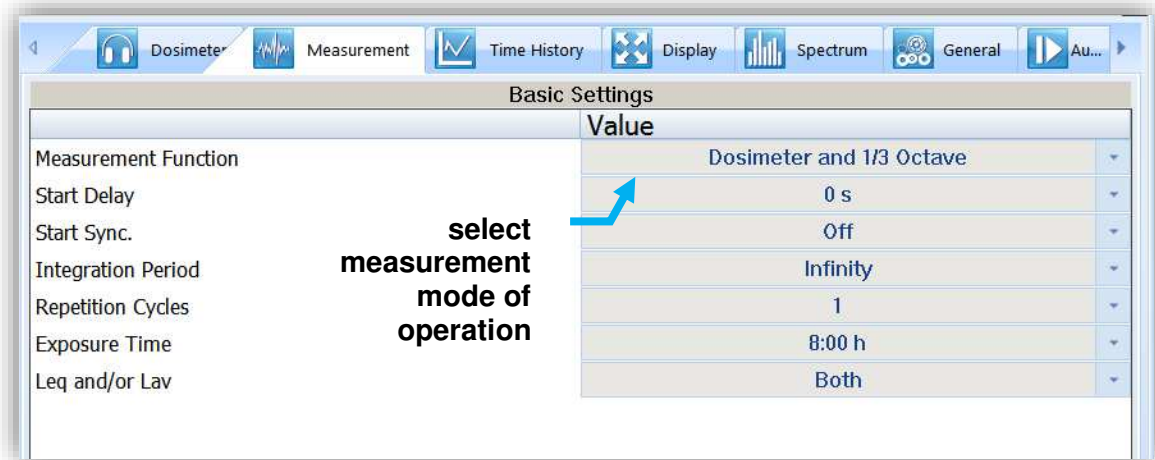 Dosimeter Measurement Time History Display Spectrum General Au...
Basic Settings
Value
Measurement Function Dosimeter and 1/3 Octave
Start Delay 0 s
Start Sync. Off
Integration Period Infinity
Repetition Cycles 1
Exposure Time 8:00 h
Leq and/or Lav Both
select
measurement
mode of
operation